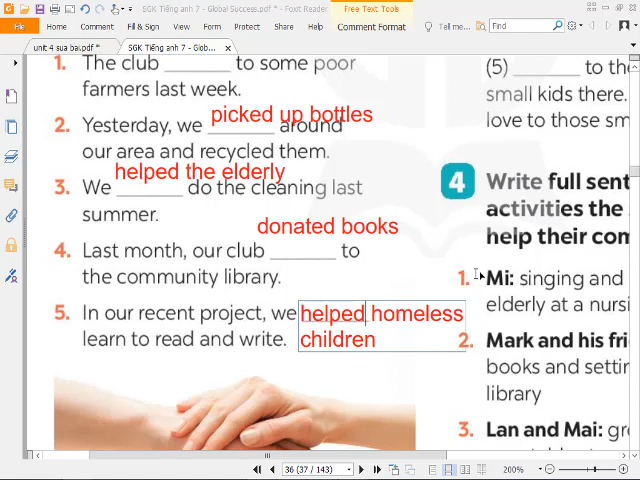 SGK Tiếng anh 7 - Global Success.pdf - Foxit Reader
Free Text Tools
File
Home
Comment
Fill & Sign
View
Form
Protect
Share
Help
Comment Format
Tell me...
Find
unit 4 sua bai.pdf *
SGK Tiếng anh 7 - Glob...
1. The club ______ to some poor
farmers last week.
picked up bottles
2. Yesterday, we ______ around
our area and recycled them.
helped the elderly
3. We ______ do the cleaning last
summer.
donated books
4. Last month, our club ______ to
the community library.
5. In our recent project, we helped homeless
learn to read and write. children
(5) ______ to the
small kids there.
love to those sm
4 Write full sent
activities the
help their com
1. Mi: singing and
elderly at a nursi
2. Mark and his fri
books and settin
library
3. Lan and Mai: gr
36 (37 / 143)
200%